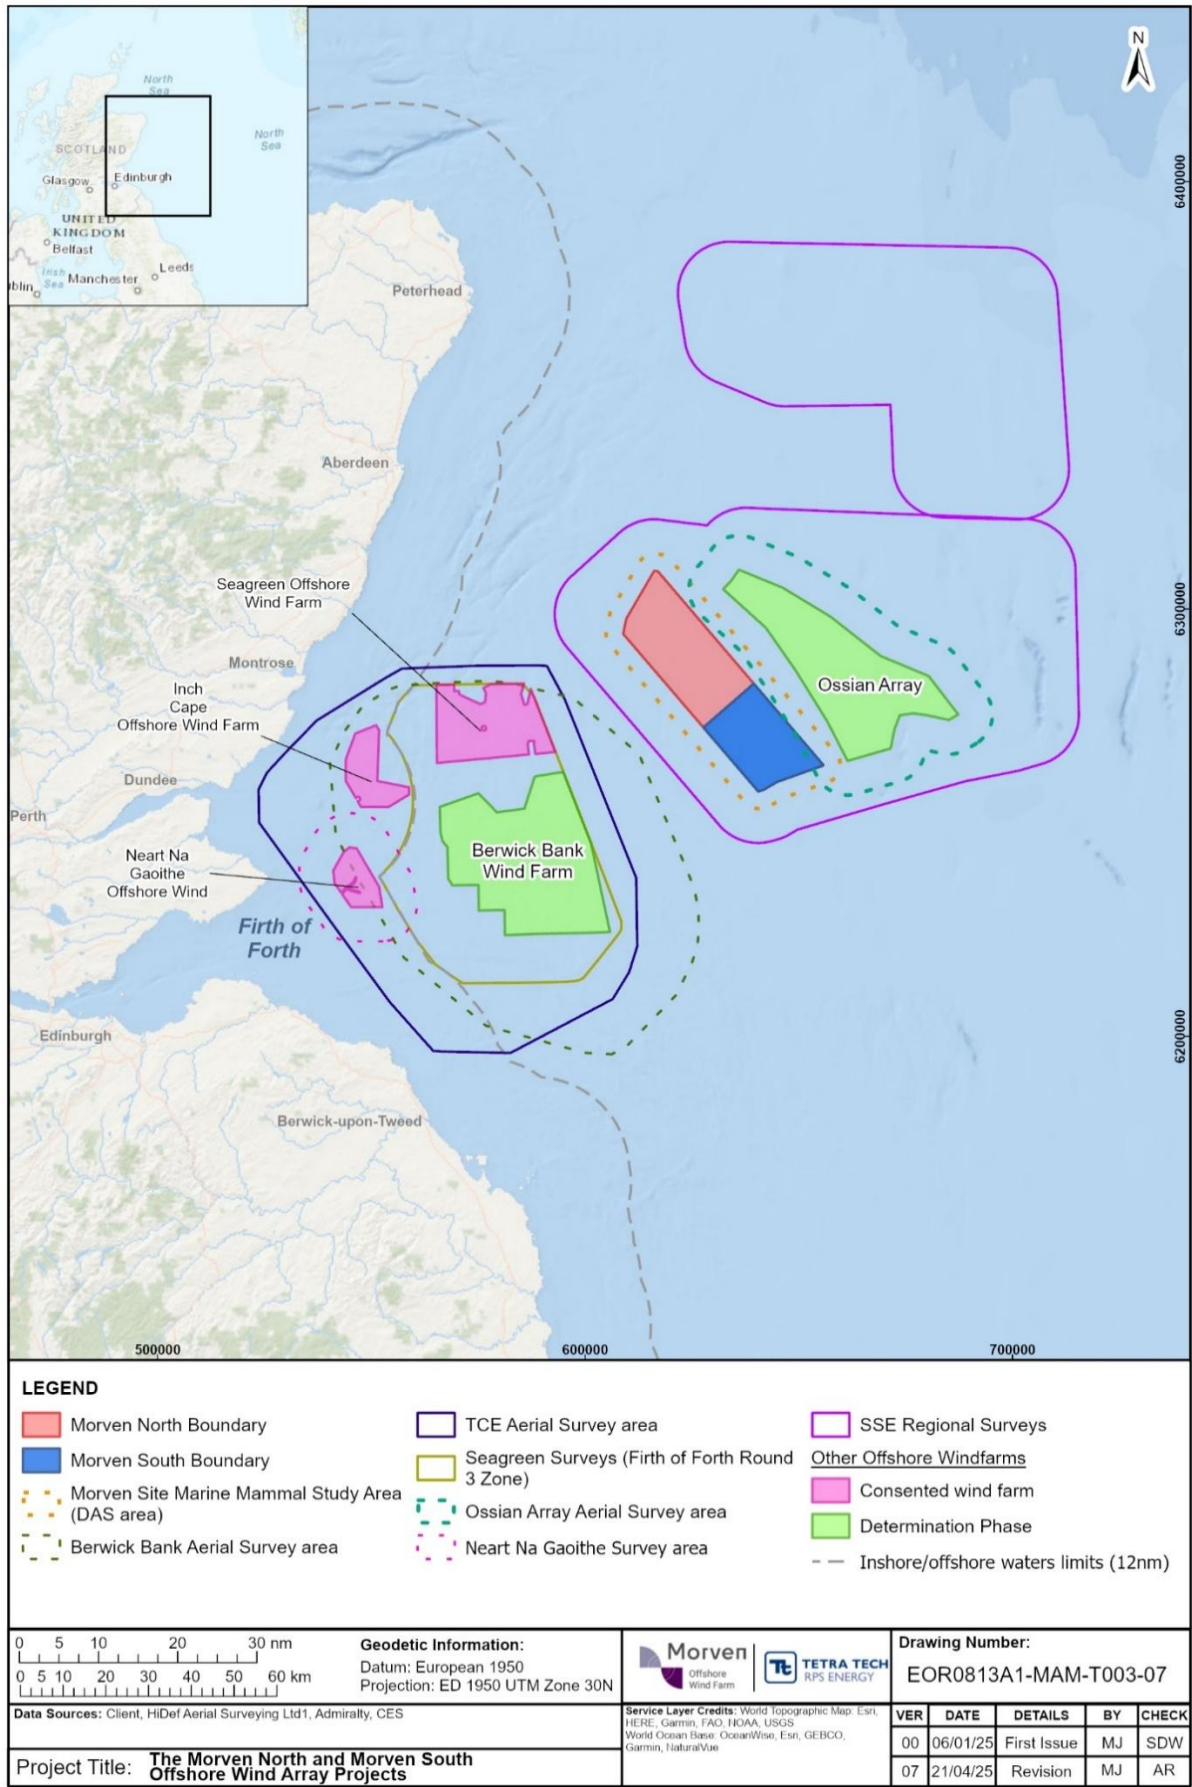 North
Sea
North
Sea
SCOTLAND
Glasgow
Edinburgh
UNITED
KINGDOM
Belfast
Irish
Sea
Manchester
Leeds
blin
N
6400000
Peterhead
Aberdeen
Seagreen Offshore
Wind Farm
6300000
Montrose
Inch
Cape
Offshore Wind Farm
Ossian Array
Dundee
Perth
Neart Na
Gaoithe
Offshore Wind
Berwick Bank
Wind Farm
Firth of
Forth
Edinburgh
6200000
Berwick-upon-Tweed
500000
600000
700000
LEGEND
Morven North Boundary
Morven South Boundary
Morven Site Marine Mammal Study Area
(DAS area)
Berwick Bank Aerial Survey area
TCE Aerial Survey area
Seagreen Surveys (Firth of Forth Round
3 Zone)
Ossian Array Aerial Survey area
Neart Na Gaoithe Survey area
SSE Regional Surveys
Other Offshore Windfarms
Consented wind farm
Determination Phase
Inshore/offshore waters limits (12nm)
0 5 10 20 30 nm
0 5 10 20 30 40 50 60 km
Geodetic Information:
Datum: European 1950
Projection: ED 1950 UTM Zone 30N
Morven
Offshore
Wind Farm
Tt
TETRA TECH
RPS ENERGY
Drawing Number:
EOR0813A1-MAM-T003-07
Data Sources: Client, HiDef Aerial Surveying Ltd1, Admiralty, CES
Service Layer Credits: World Topographic Map: Esri,
HERE, Garmin, FAO, NOAA, USGS
World Ocean Base: OceanWise, Esri, GEBCO,
Garmin, NaturalVue
VER DATE DETAILS BY CHECK
00 06/01/25 First Issue MJ SDW
07 21/04/25 Revision MJ AR
Project Title: The Morven North and Morven South
Offshore Wind Array Projects